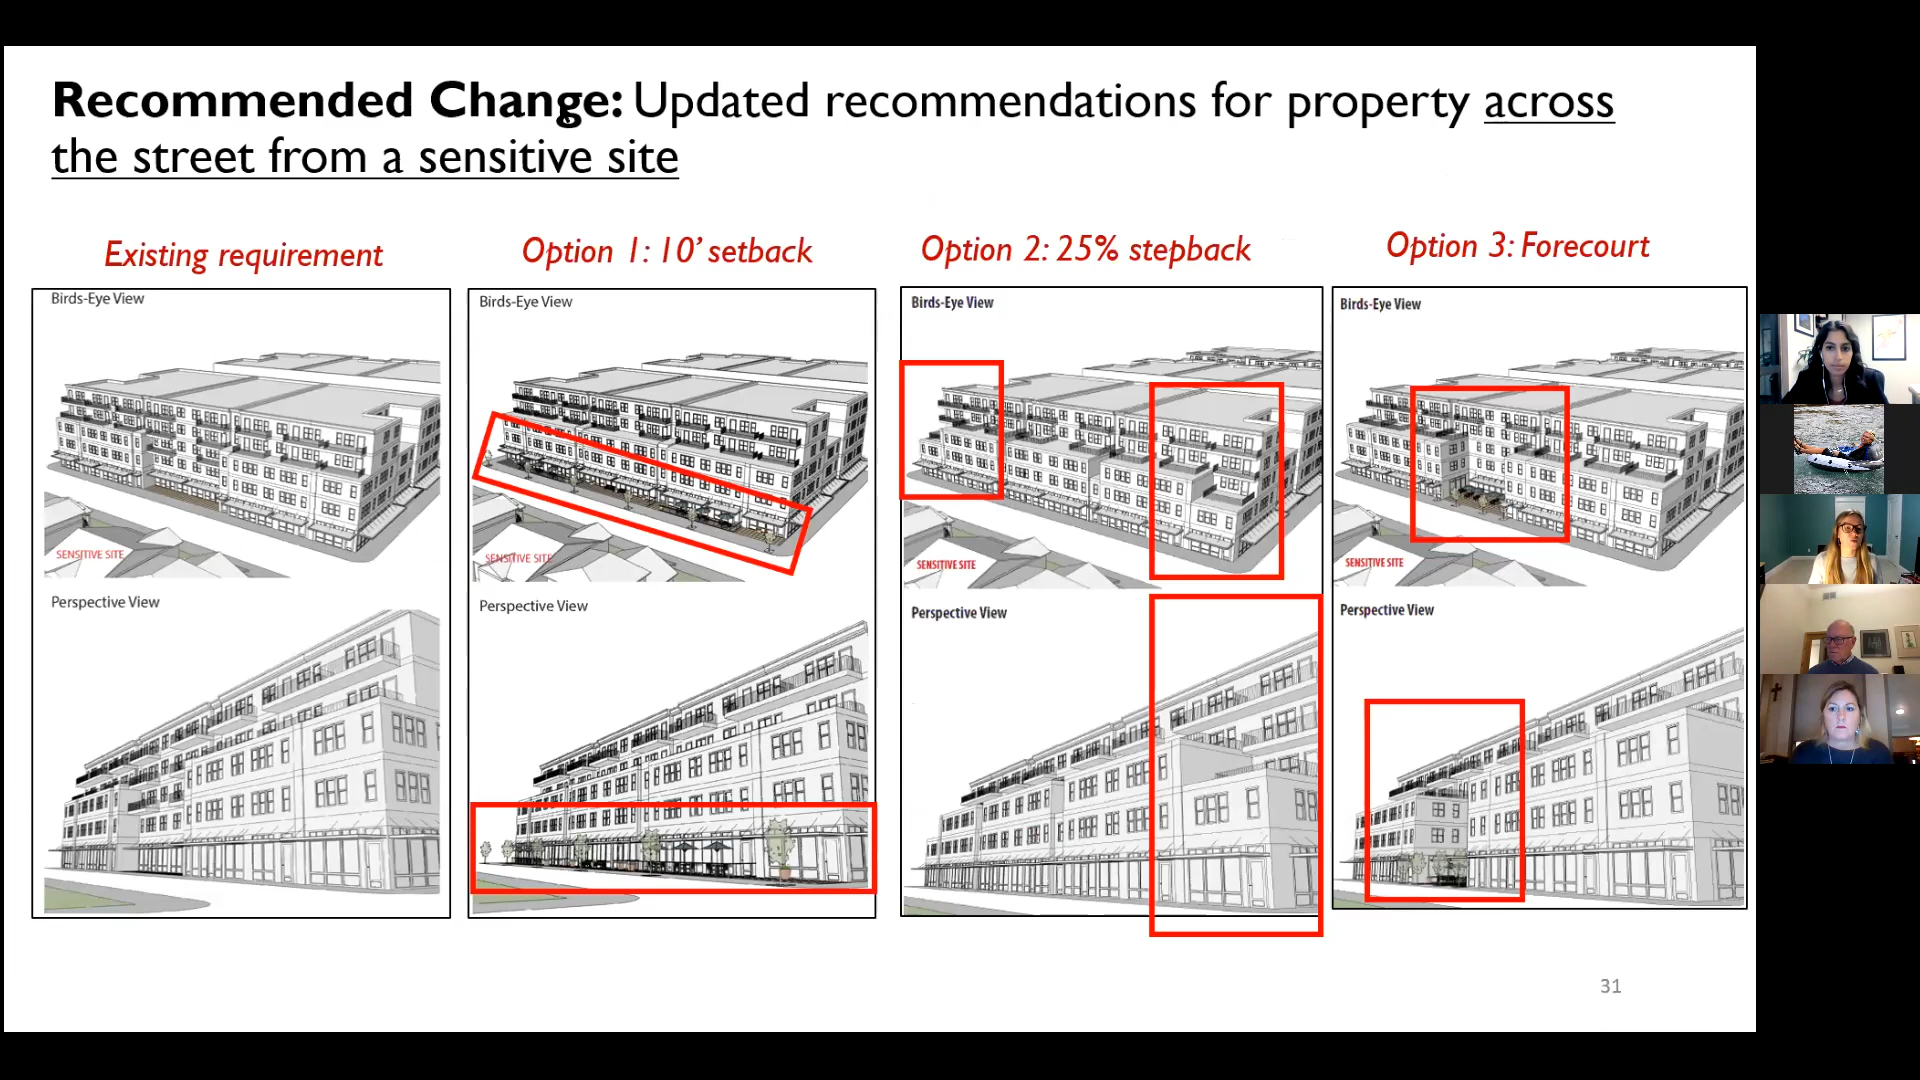 Recommended Change: Updated recommendations for property across
the street from a sensitive site
Existing requirement
Option 1: 10’ setback
Option 2: 25% stepback
Option 3: Forecourt
Birds-Eye View
SENSITIVE SITE
Perspective View
Birds-Eye View
SENSITIVE SITE
Perspective View
Birds-Eye View
SENSITIVE SITE
Perspective View
Birds-Eye View
SENSITIVE SITE
Perspective View
31